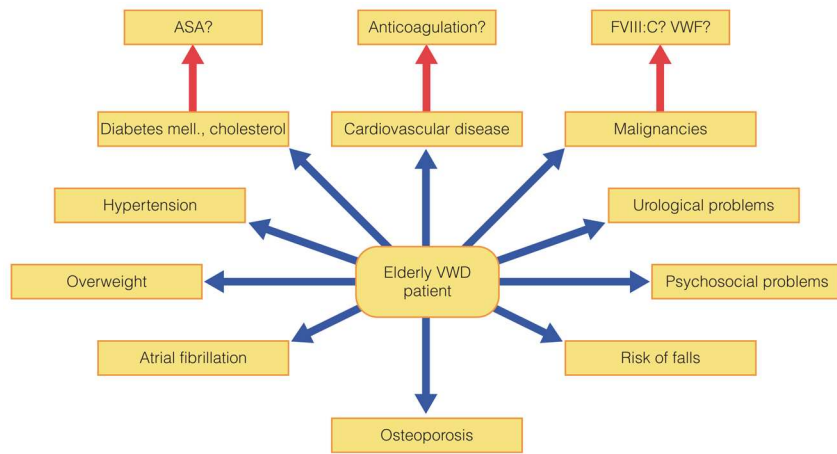 ASA?
Anticoagulation?
FVIII:C? VWF?
Diabetes mell., cholesterol
Cardiovascular disease
Malignancies
Hypertension
Urological problems
Elderly VWD
patient
Overweight
Psychosocial problems
Atrial fibrillation
Risk of falls
Osteoporosis